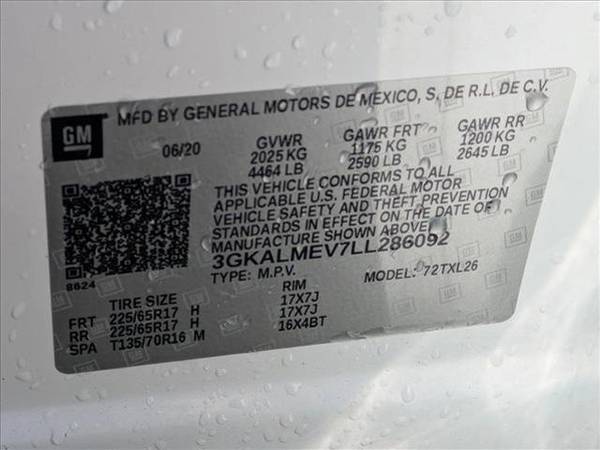 GM
MFD BY GENERAL MOTORS DE MEXICO, S, DE R.L. DE C.V.
06/20 GVWR GAWR FRT GAWR RR
2025 KG 1175 KG 1200 KG
4464 LB 2590 LB 2645 LB
THIS VEHICLE CONFORMS TO ALL
APPLICABLE U.S. FEDERAL MOTOR
VEHICLE SAFETY AND THEFT PREVENTION
STANDARDS IN EFFECT ON THE DATE OF
MANUFACTURE SHOWN ABOVE
3GKALMEV7LL286092
8624 TYPE: M.P.V. MODEL: 72TXL26
TIRE SIZE RIM
FRT 225/65R17 H 17X7J
RR 225/65R17 H 17X7J
SPA T135/70R16 M 16X4BT